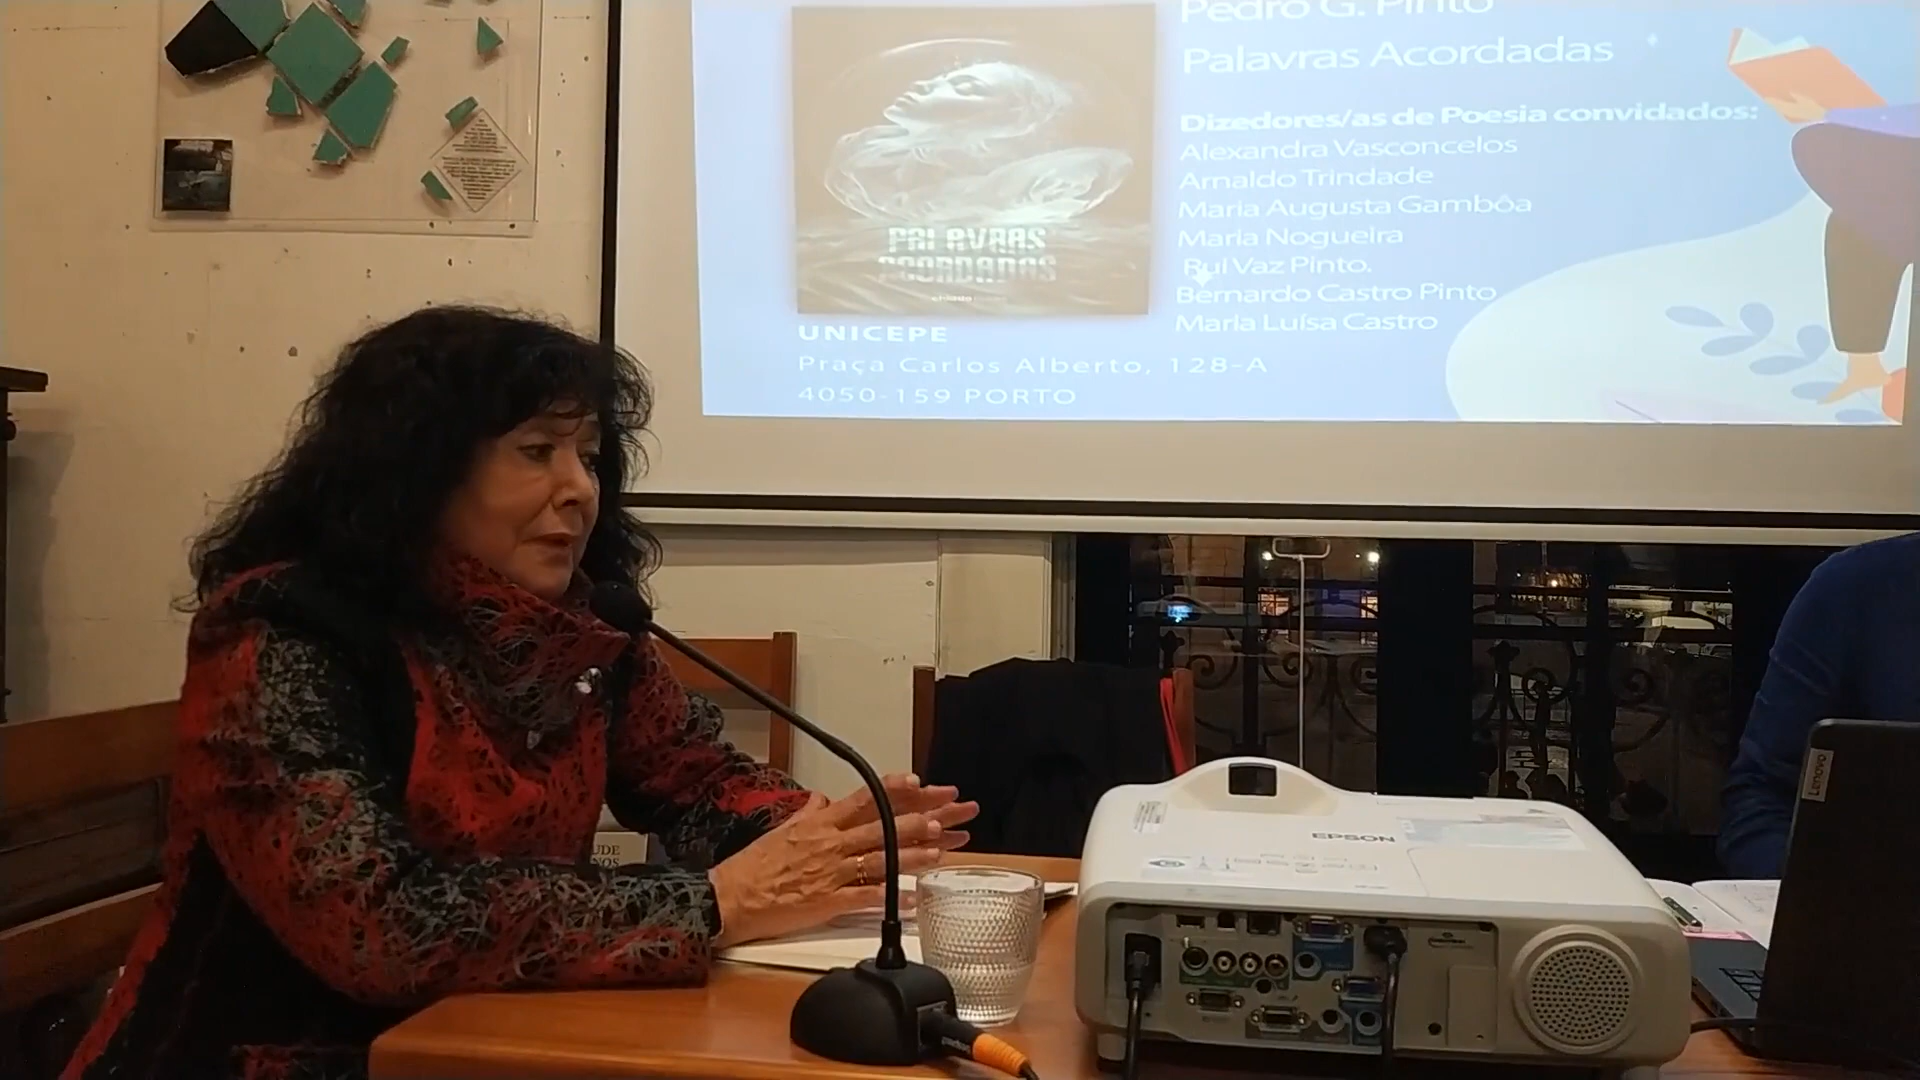 Pedro G. Pinto
Palavras Acordadas
Dizedores/as de Poesia convidados:
Alexandra Vasconcelos
Arnaldo Trindade
Maria Augusta Gambôa
Maria Nogueira
Rui Vaz Pinto.
Bernardo Castro Pinto
Maria Luísa Castro
PALAVRAS
ACORDADAS
UNICEPE
Praça Carlos Alberto, 128-A
4050-159 PORTO
EPSON
Lenovo
UDE
NOS